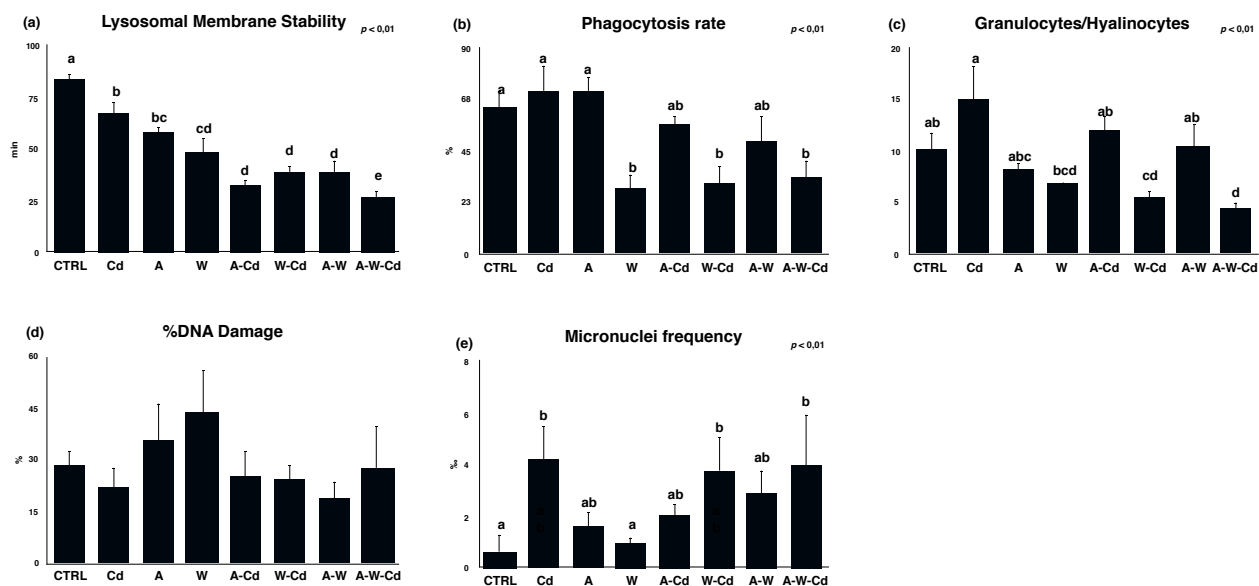 (a) Lysosomal Membrane Stability
p < 0,01
100
75
50
25
0
min
a
b
bc
cd
d
d
d
e
CTRL Cd A W A-Cd W-Cd A-W A-W-Cd
(b) Phagocytosis rate
p < 0,01
90
68
45
23
0
%
a
a
a
b
ab
b
ab
b
CTRL Cd A W A-Cd W-Cd A-W A-W-Cd
(c) Granulocytes/Hyalinocytes
p < 0,01
20
15
10
5
0
ab
a
abc
bcd
ab
cd
ab
d
CTRL Cd A W A-Cd W-Cd A-W A-W-Cd
(d) %DNA Damage
60
45
30
15
0
%
CTRL Cd A W A-Cd W-Cd A-W A-W-Cd
(e) Micronuclei frequency
p < 0,01
8
6
4
2
0
‰
a
b
ab
a
ab
b
ab
b
CTRL Cd A W A-Cd W-Cd A-W A-W-Cd